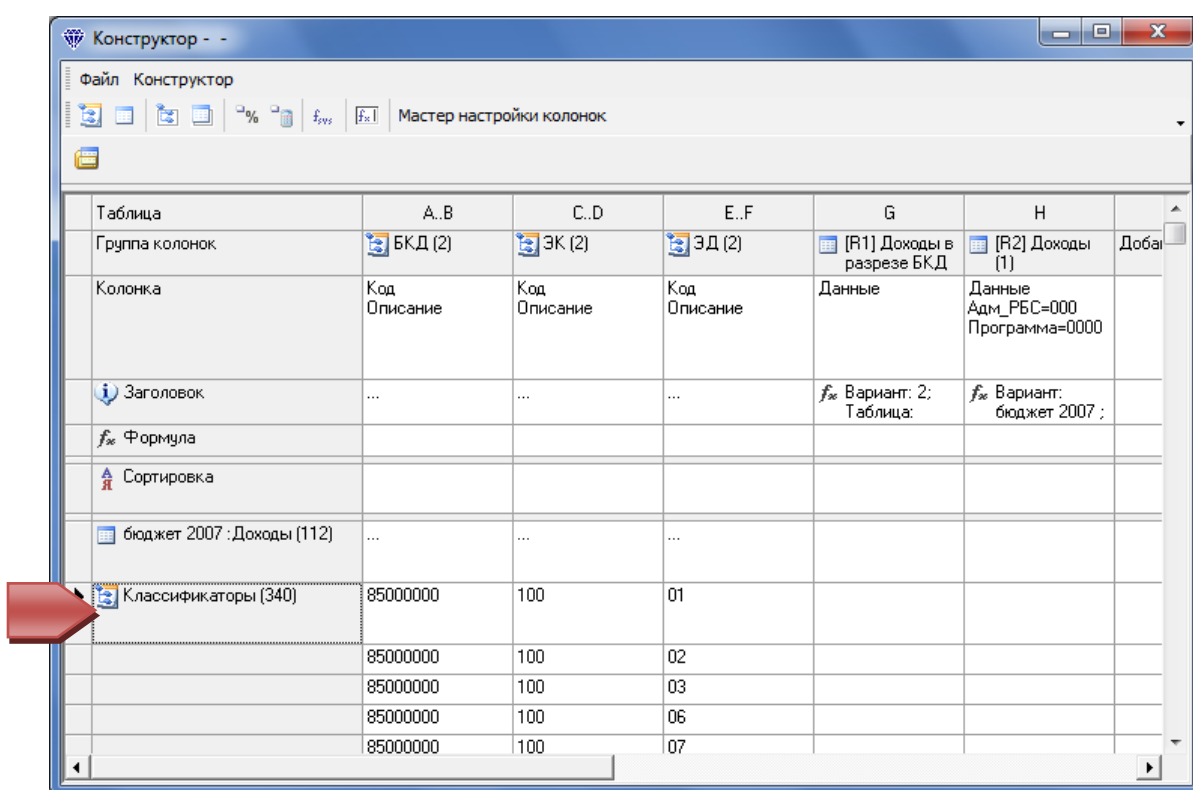 Конструктор - -
Файл Конструктор
Мастер настройки колонок
Таблица A..B C..D E..F G H
Группа колонок БКД (2) ЭК (2) ЭД (2) [R1] Доходы в [R2] Доходы
разрезе БКД (1)
Колонка Код Код Код Данные Данные
Описание Описание Описание Адм_РБС=000
Программа=0000
Заголовок ... ... ... fx Вариант: 2; fx Вариант:
Таблица: бюджет 2007 ;
fx Формула
Сортировка
бюджет 2007 :Доходы (112) ... ... ...
Классификаторы (340) 85000000 100 01
85000000 100 02
85000000 100 03
85000000 100 06
85000000 100 07